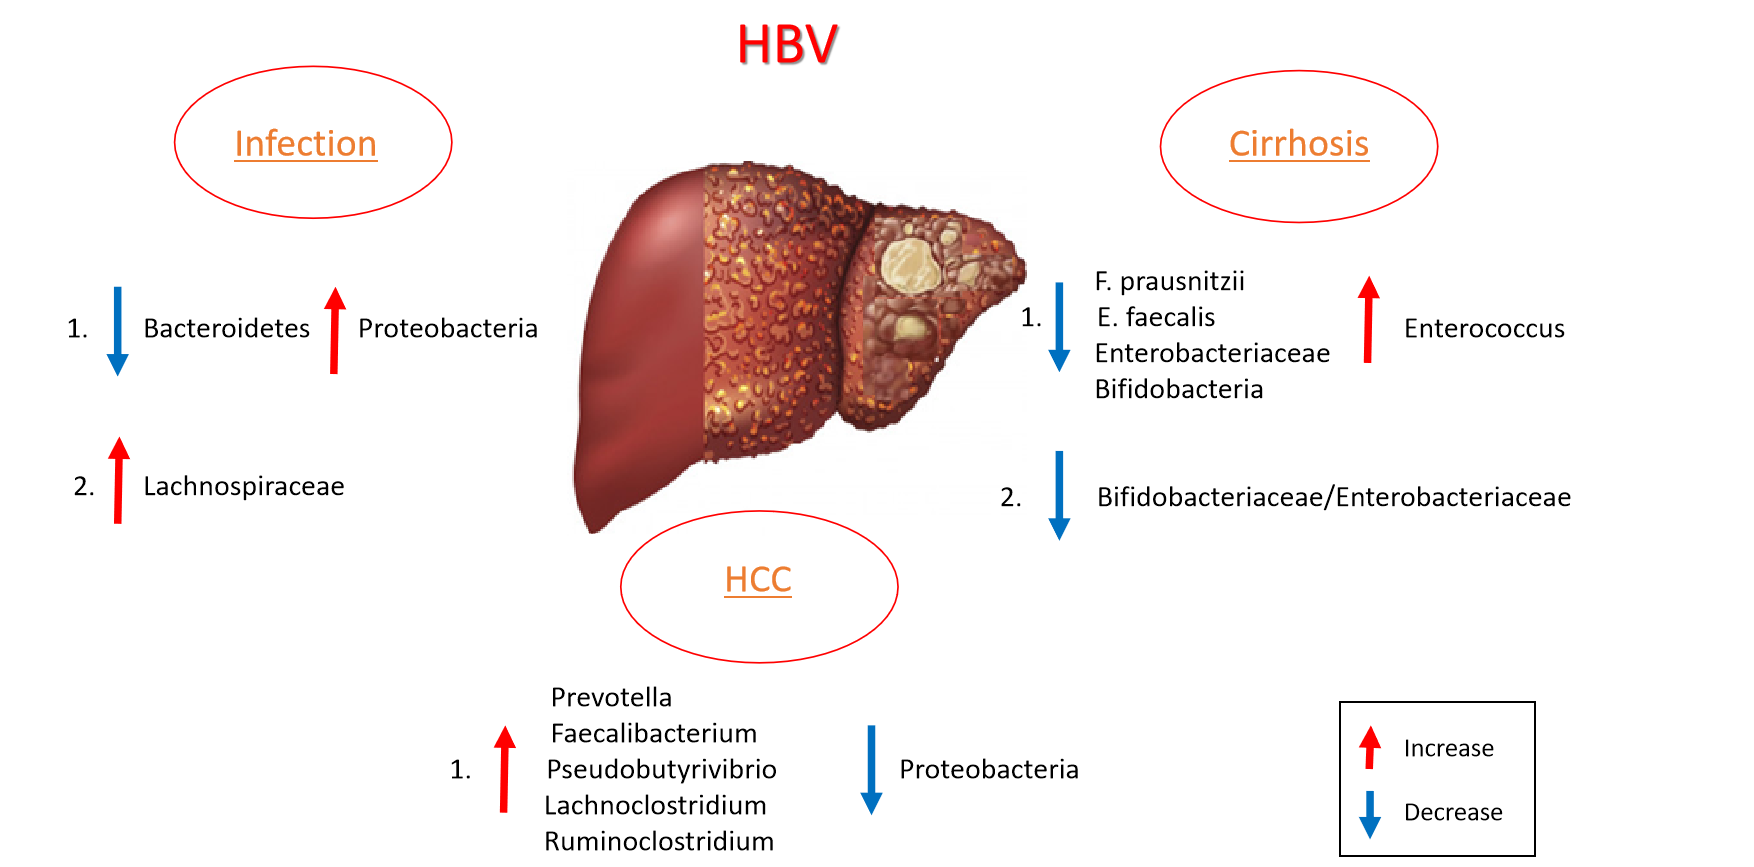 HBV
Infection
1. Bacteroidetes Proteobacteria
2. Lachnospiraceae
Cirrhosis
1. F. prausnitzii
E. faecalis
Enterobacteriaceae
Bifidobacteria
Enterococcus
2. Bifidobacteriaceae/Enterobacteriaceae
HCC
1. Prevotella
Faecalibacterium
Pseudobutyrivibrio
Lachnoclostridium
Ruminoclostridium
Proteobacteria
Increase
Decrease